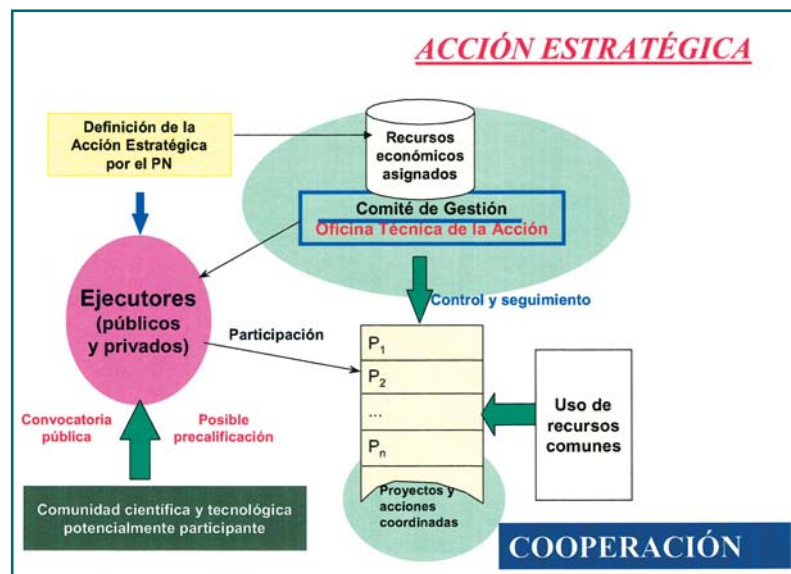 ACCIÓN ESTRATÉGICA
Definición de la
Acción Estratégica
por el PN
Recursos
económicos
asignados
Comité de Gestión
Oficina Técnica de la Acción
Ejecutores
(públicos
y privados)
Control y seguimiento
Participación
P1
P2
...
Pn
Proyectos y
acciones
coordinadas
Uso de
recursos
comunes
Convocatoria
pública
Posible
precalificación
Comunidad científica y tecnológica
potencialmente participante
COOPERACIÓN